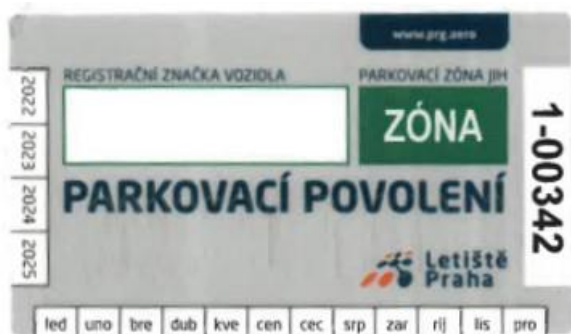 www.prg.aero
REGISTRAČNÍ ZNAČKA VOZIDLA
PARKOVACÍ ZÓNA JIH
ZÓNA
PARKOVACÍ POVOLENÍ
Letiště
Praha
2022
2023
2024
2025
1-00342
led uno bre dub kve cen cec srp zar rij lis pro